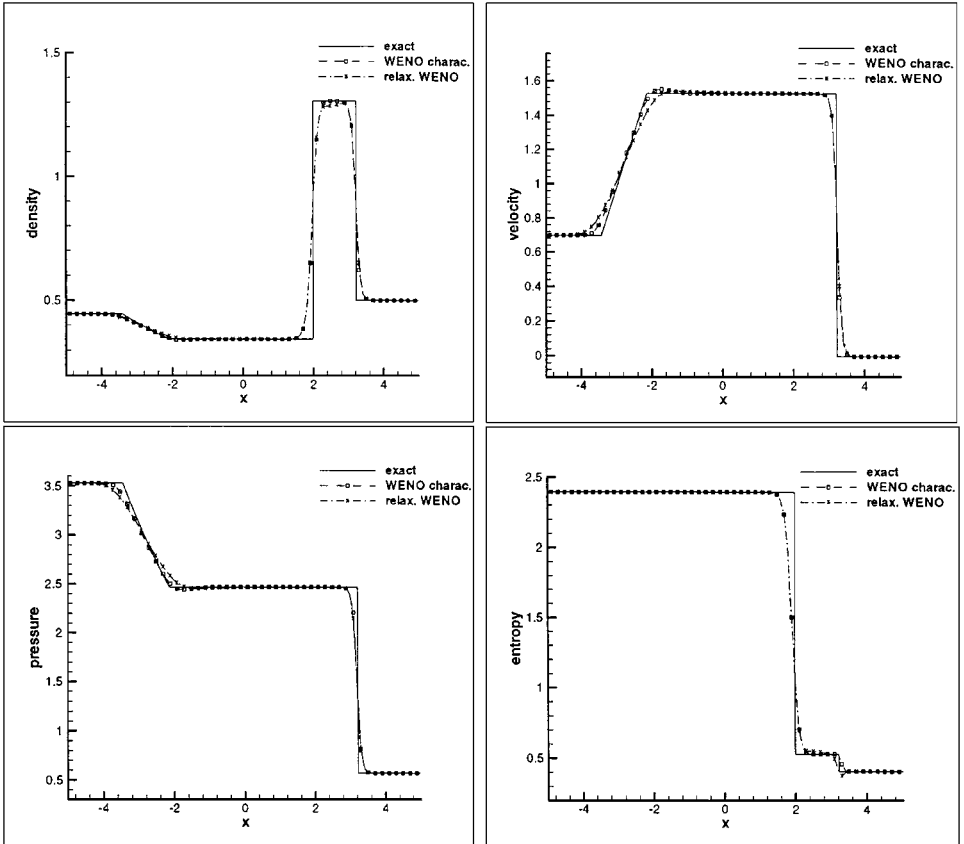 1.5
1
0.5
density
-4
-2
0
2
4
x
exact
WENO charac.
relax. WENO
1.6
1.4
1.2
1
0.8
0.6
0.4
0.2
0
velocity
-4
-2
0
2
4
x
exact
WENO charac.
relax. WENO
3.5
3
2.5
2
1.5
1
0.5
pressure
-4
-2
0
2
4
x
exact
WENO charac.
relax. WENO
2.5
2
1.5
1
0.5
entropy
-4
-2
0
2
4
x
exact
WENO charac.
relax. WENO